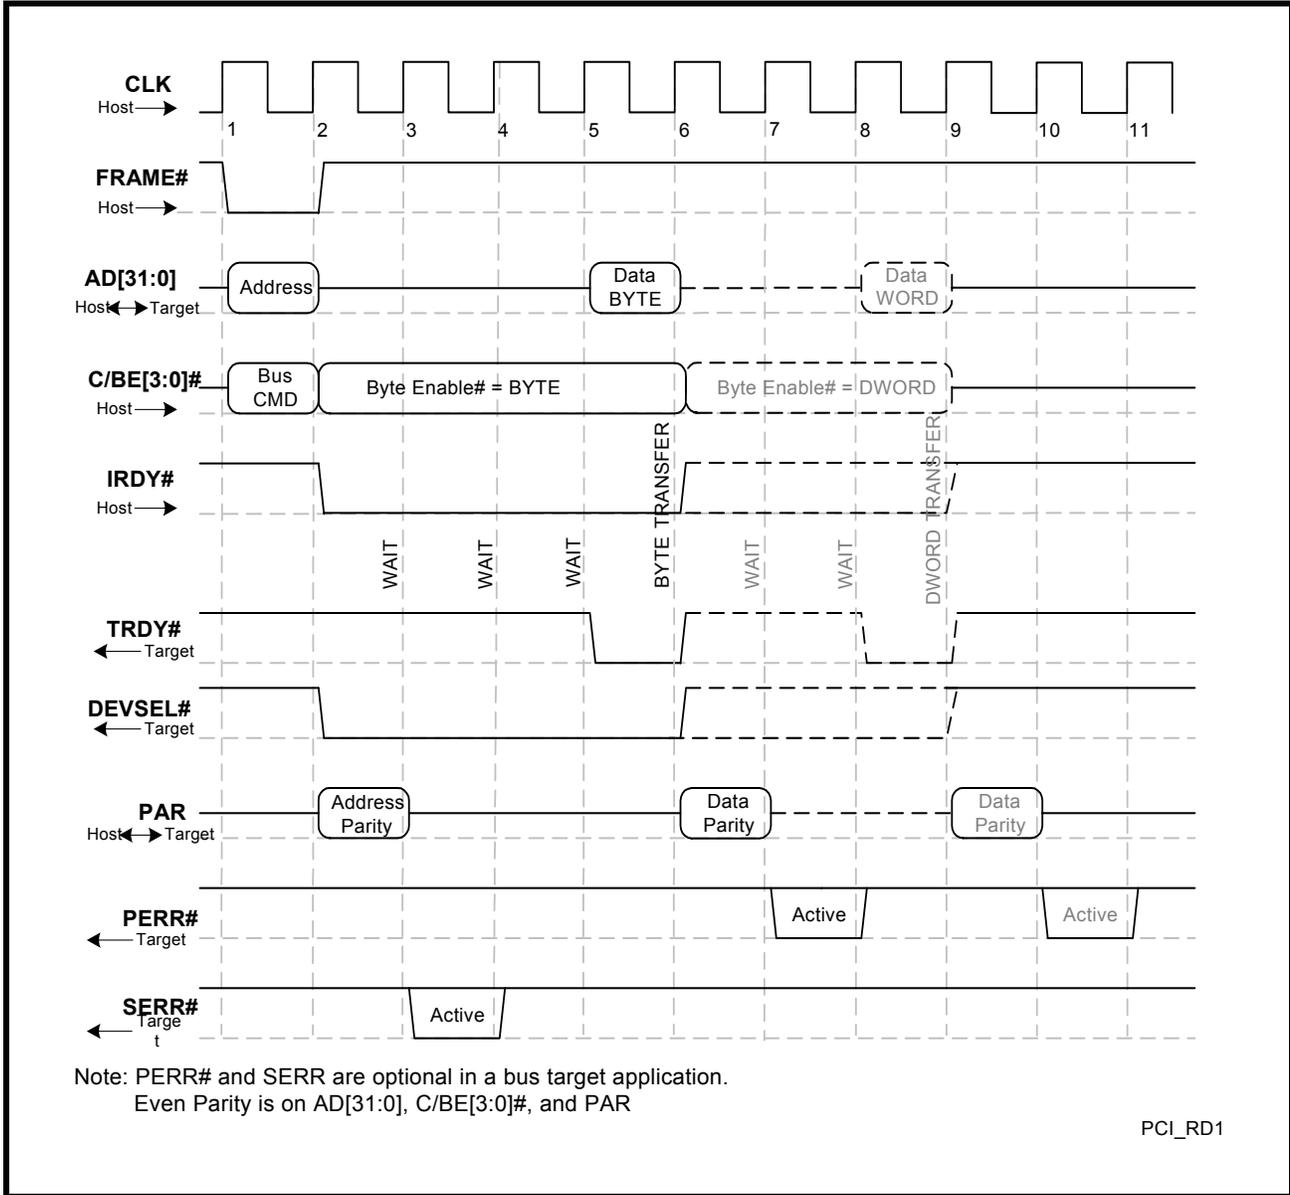 CLK
Host
1 2 3 4 5 6 7 8 9 10 11
FRAME#
Host
AD[31:0]
Host Target
Address
Data
BYTE
Data
WORD
C/BE[3:0]#
Host
Bus
CMD
Byte Enable# = BYTE
Byte Enable# = DWORD
IRDY#
Host
WAIT
WAIT
WAIT
BYTE TRANSFER
WAIT
WAIT
DWORD TRANSFER
TRDY#
Target
DEVSEL#
Target
PAR
Host Target
Address
Parity
Data
Parity
Data
Parity
PERR#
Target
Active
Active
SERR#
Targe
t
Active
Note: PERR# and SERR are optional in a bus target application.
Even Parity is on AD[31:0], C/BE[3:0]#, and PAR
PCI_RD1